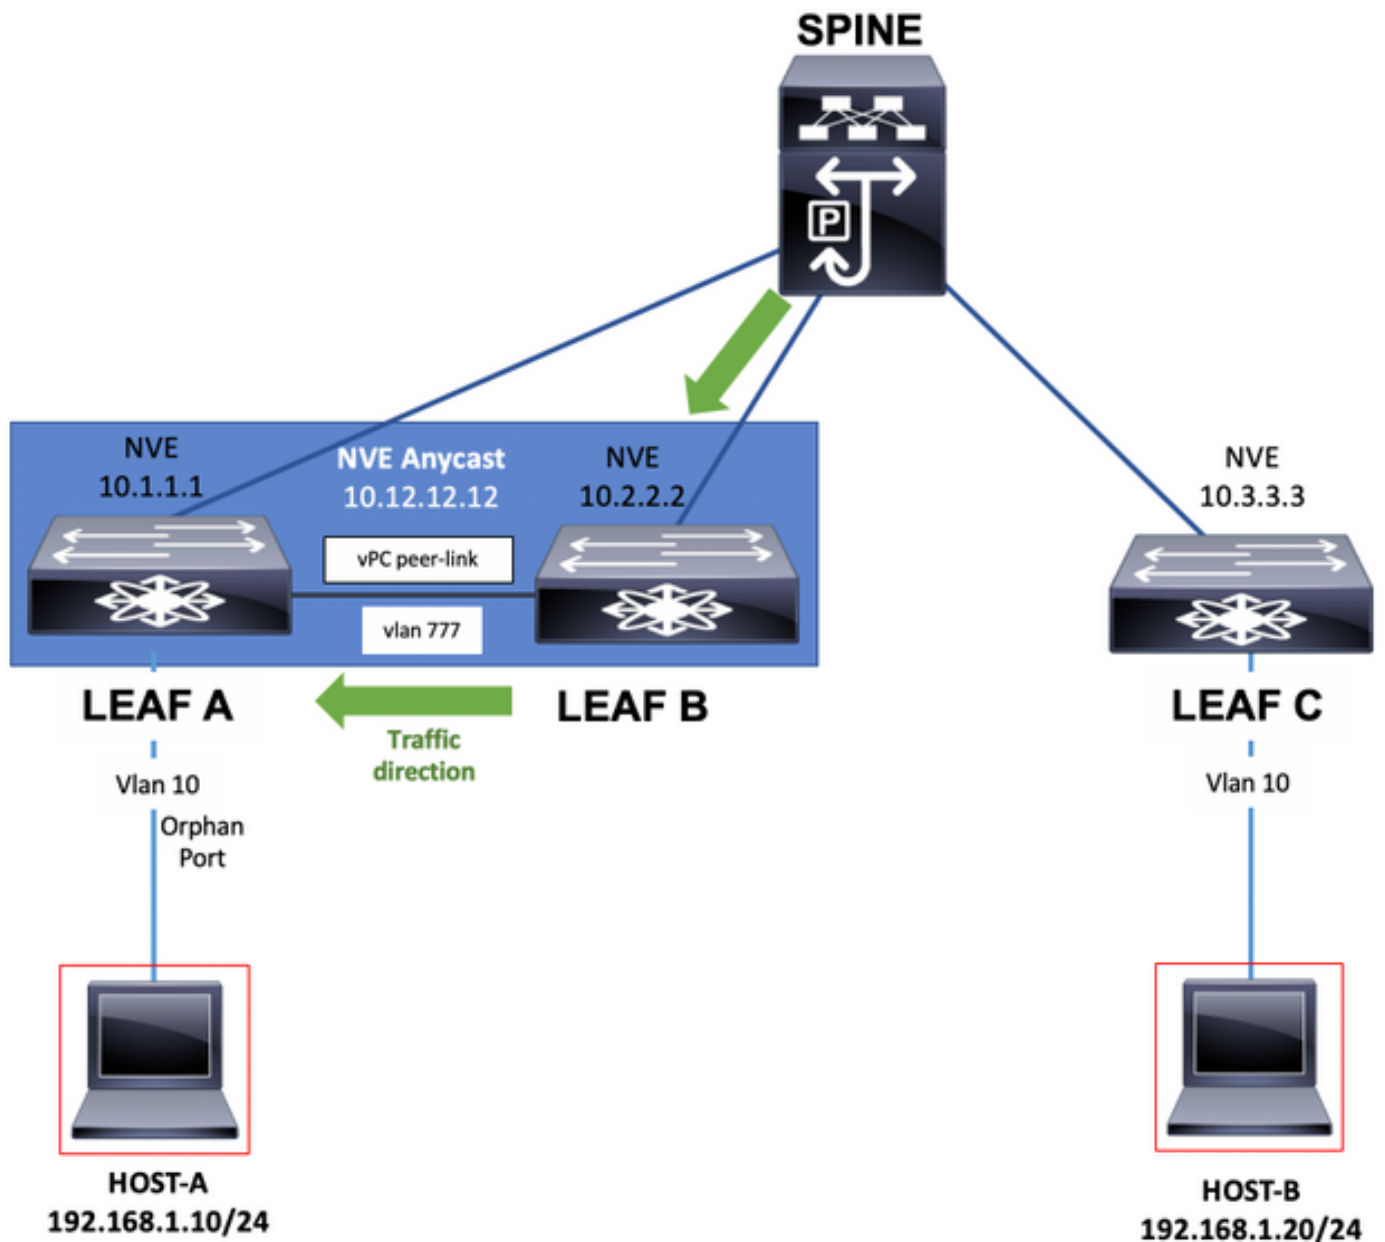 SPINE
P
NVE
10.1.1.1
NVE Anycast
10.12.12.12
NVE
10.2.2.2
NVE
10.3.3.3
vPC peer-link
vlan 777
LEAF A
LEAF B
LEAF C
Traffic
direction
Vlan 10
Orphan
Port
Vlan 10
HOST-A
192.168.1.10/24
HOST-B
192.168.1.20/24